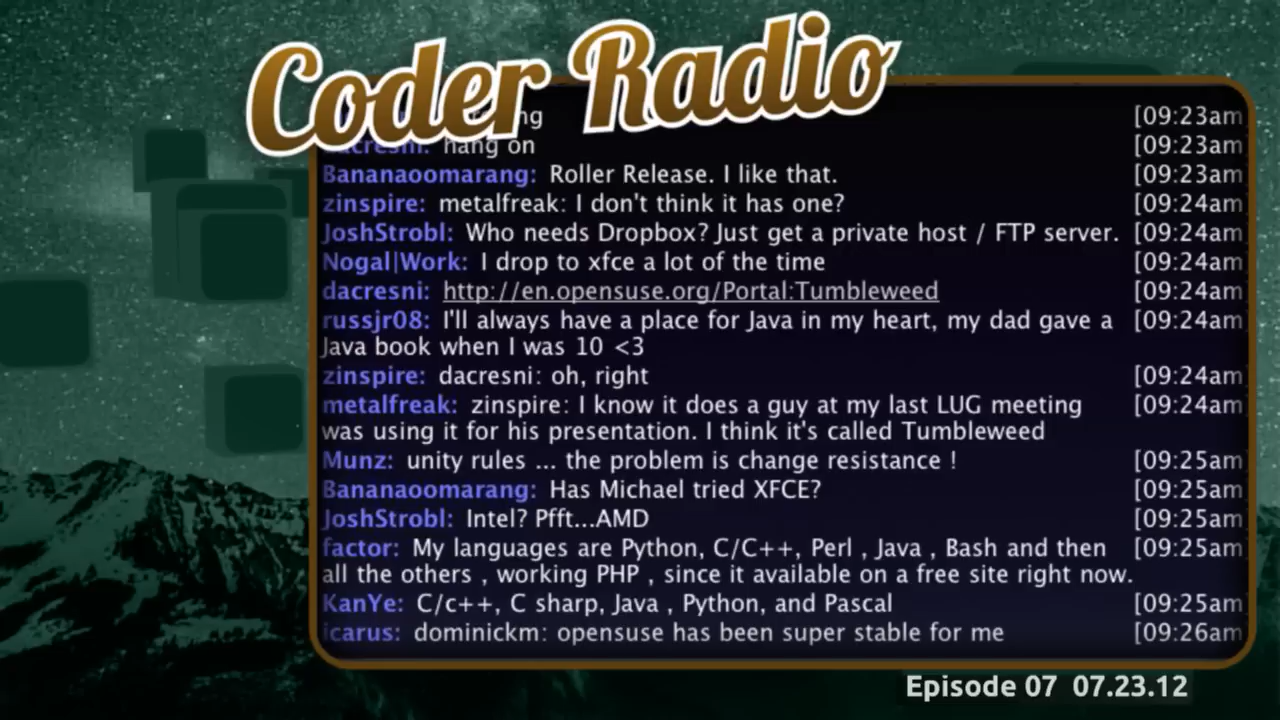 Coder Radio
ng [09:23am
dacresni: hang on [09:23am
Bananaoomarang: Roller Release. I like that. [09:23am
zinspire: metalfreak: I don't think it has one? [09:24am
JoshStrobl: Who needs Dropbox? Just get a private host / FTP server. [09:24am
Nogal|Work: I drop to xfce a lot of the time [09:24am
dacresni: http://en.opensuse.org/Portal:Tumbleweed [09:24am
russjr08: I'll always have a place for Java in my heart, my dad gave a [09:24am
Java book when I was 10 <3
zinspire: dacresni: oh, right [09:24am
metalfreak: zinspire: I know it does a guy at my last LUG meeting [09:24am
was using it for his presentation. I think it's called Tumbleweed
Munz: unity rules ... the problem is change resistance ! [09:25am
Bananaoomarang: Has Michael tried XFCE? [09:25am
JoshStrobl: Intel? Pfft...AMD [09:25am
factor: My languages are Python, C/C++, Perl , Java , Bash and then [09:25am
all the others , working PHP , since it available on a free site right now.
KanYe: C/c++, C sharp, Java , Python, and Pascal [09:25am
icarus: dominickm: opensuse has been super stable for me [09:26am
Episode 07 07.23.12